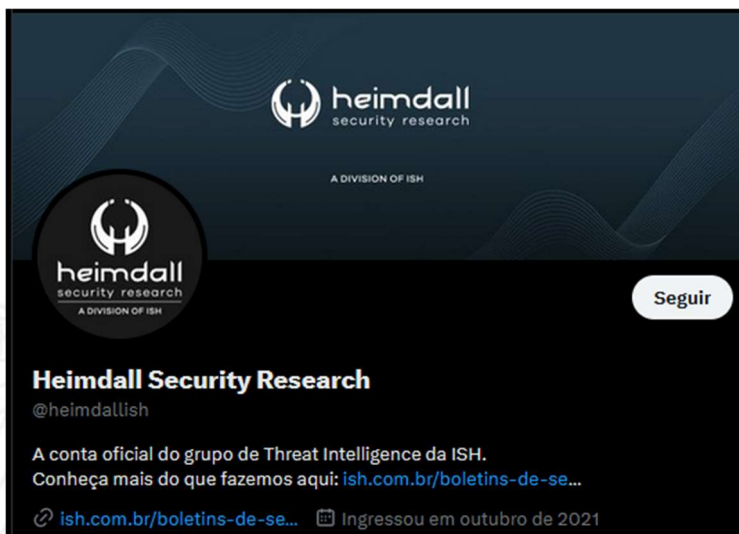 heimdall
security research
A DIVISION OF ISH
heimdall
security research
A DIVISION OF ISH
Seguir
Heimdall Security Research
@heimdallish
A conta oficial do grupo de Threat Intelligence da ISH.
Conheça mais do que fazemos aqui: ish.com.br/boletins-de-se...
ish.com.br/boletins-de-se... Ingressou em outubro de 2021